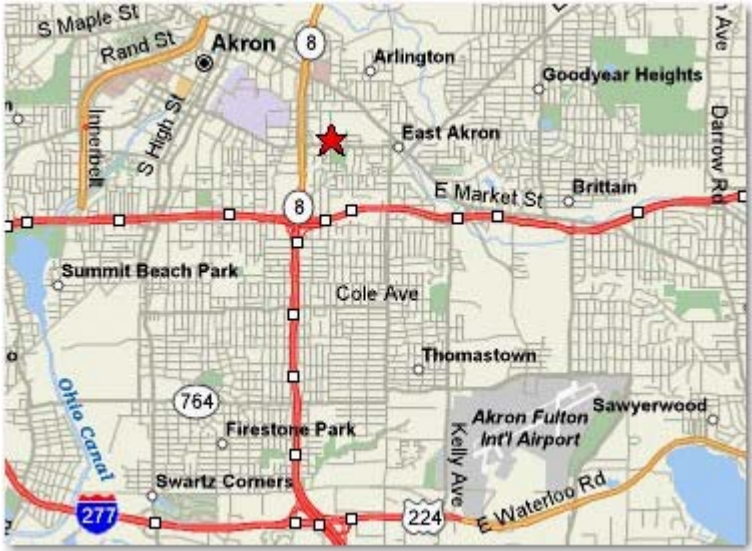 S Maple St
Rand St
Akron
8
Arlington
Goodyear Heights
n Ave
Innerbelt
S High St
East Akron
Darrow Rd
E Market St
Brittain
8
Summit Beach Park
Cole Ave
Thomastown
Ohio Canal
764
Firestone Park
Kelly Ave
Akron Fulton
Int'l Airport
Sawyerwood
Swartz Corners
277
224
E Waterloo Rd